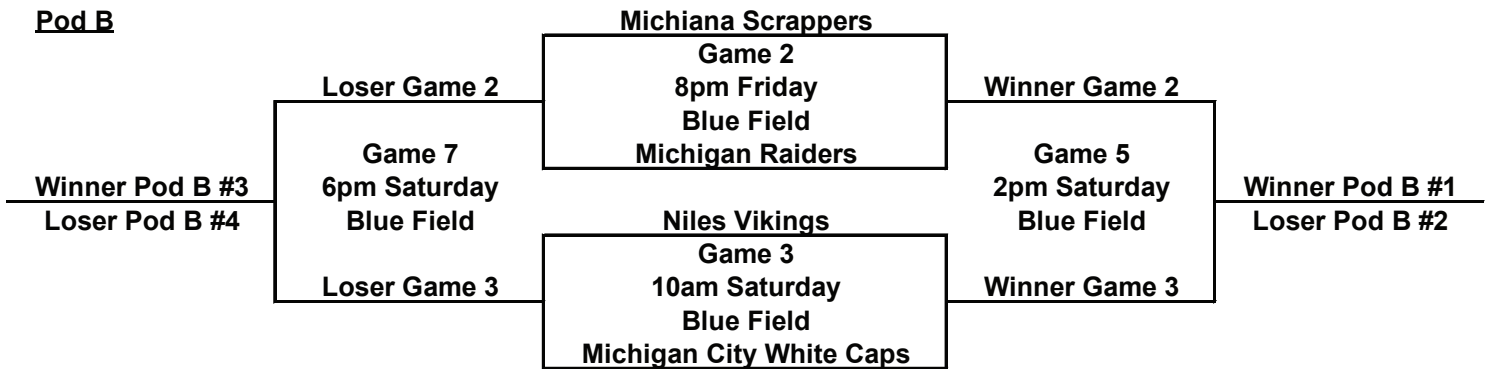 Pod B
Michiana Scrappers
Game 2
Loser Game 2
8pm Friday
Winner Game 2
Blue Field
Game 7
Michigan Raiders
Game 5
Winner Pod B #3
6pm Saturday
2pm Saturday
Winner Pod B #1
Loser Pod B #4
Blue Field
Niles Vikings
Blue Field
Loser Pod B #2
Game 3
Loser Game 3
10am Saturday
Winner Game 3
Blue Field
Michigan City White Caps